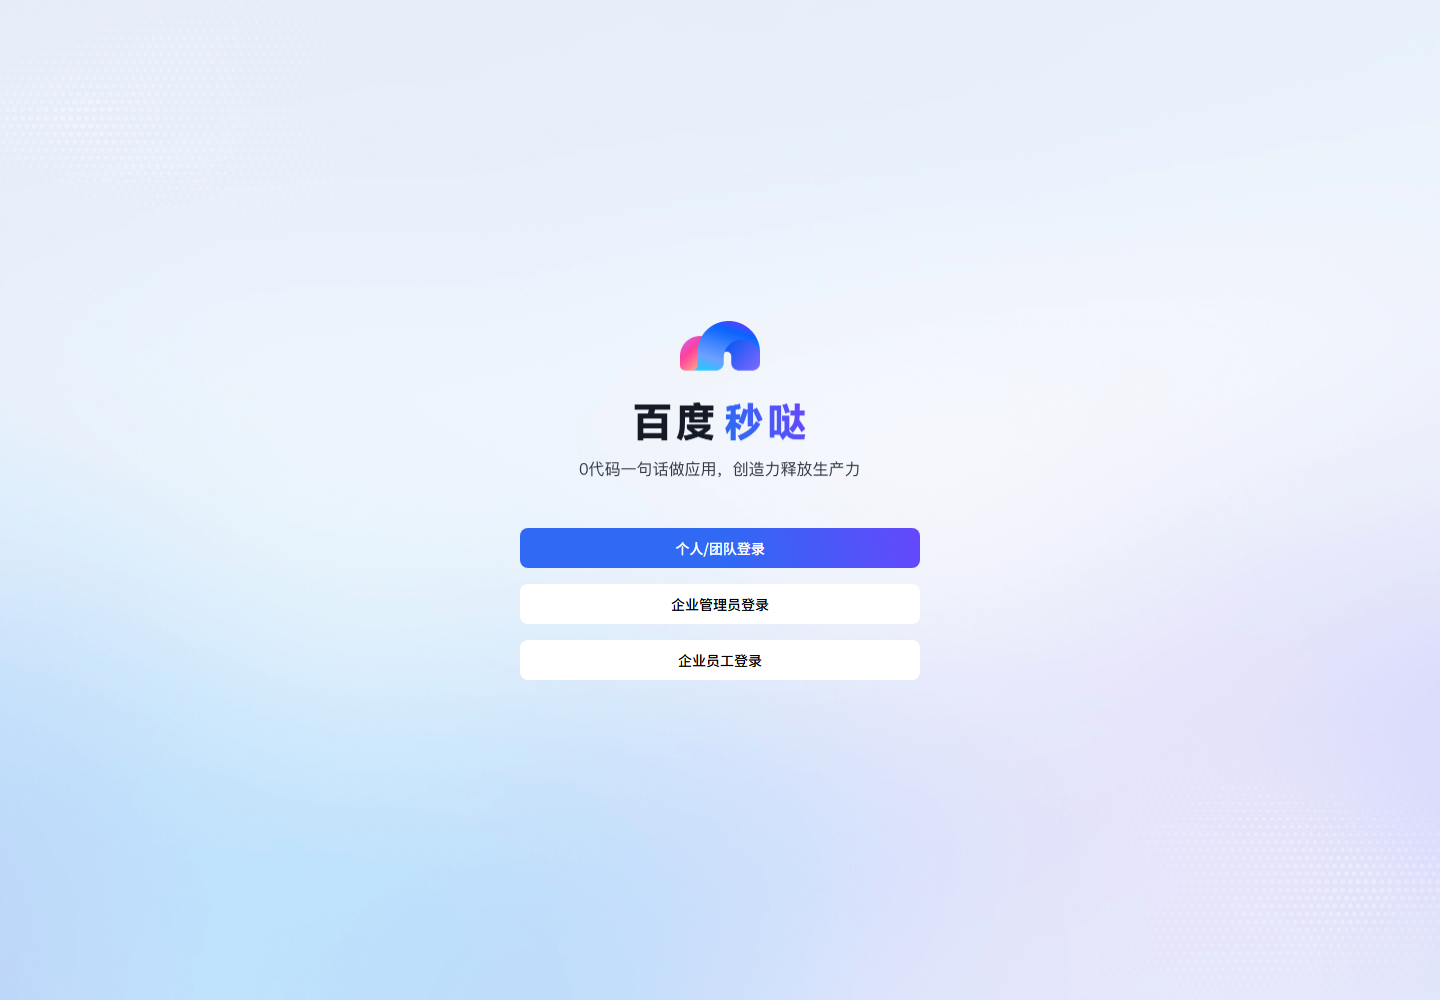 百度 秒哒
0代码一句话做应用，创造力释放生产力
个人/团队登录
企业管理员登录
企业员工登录